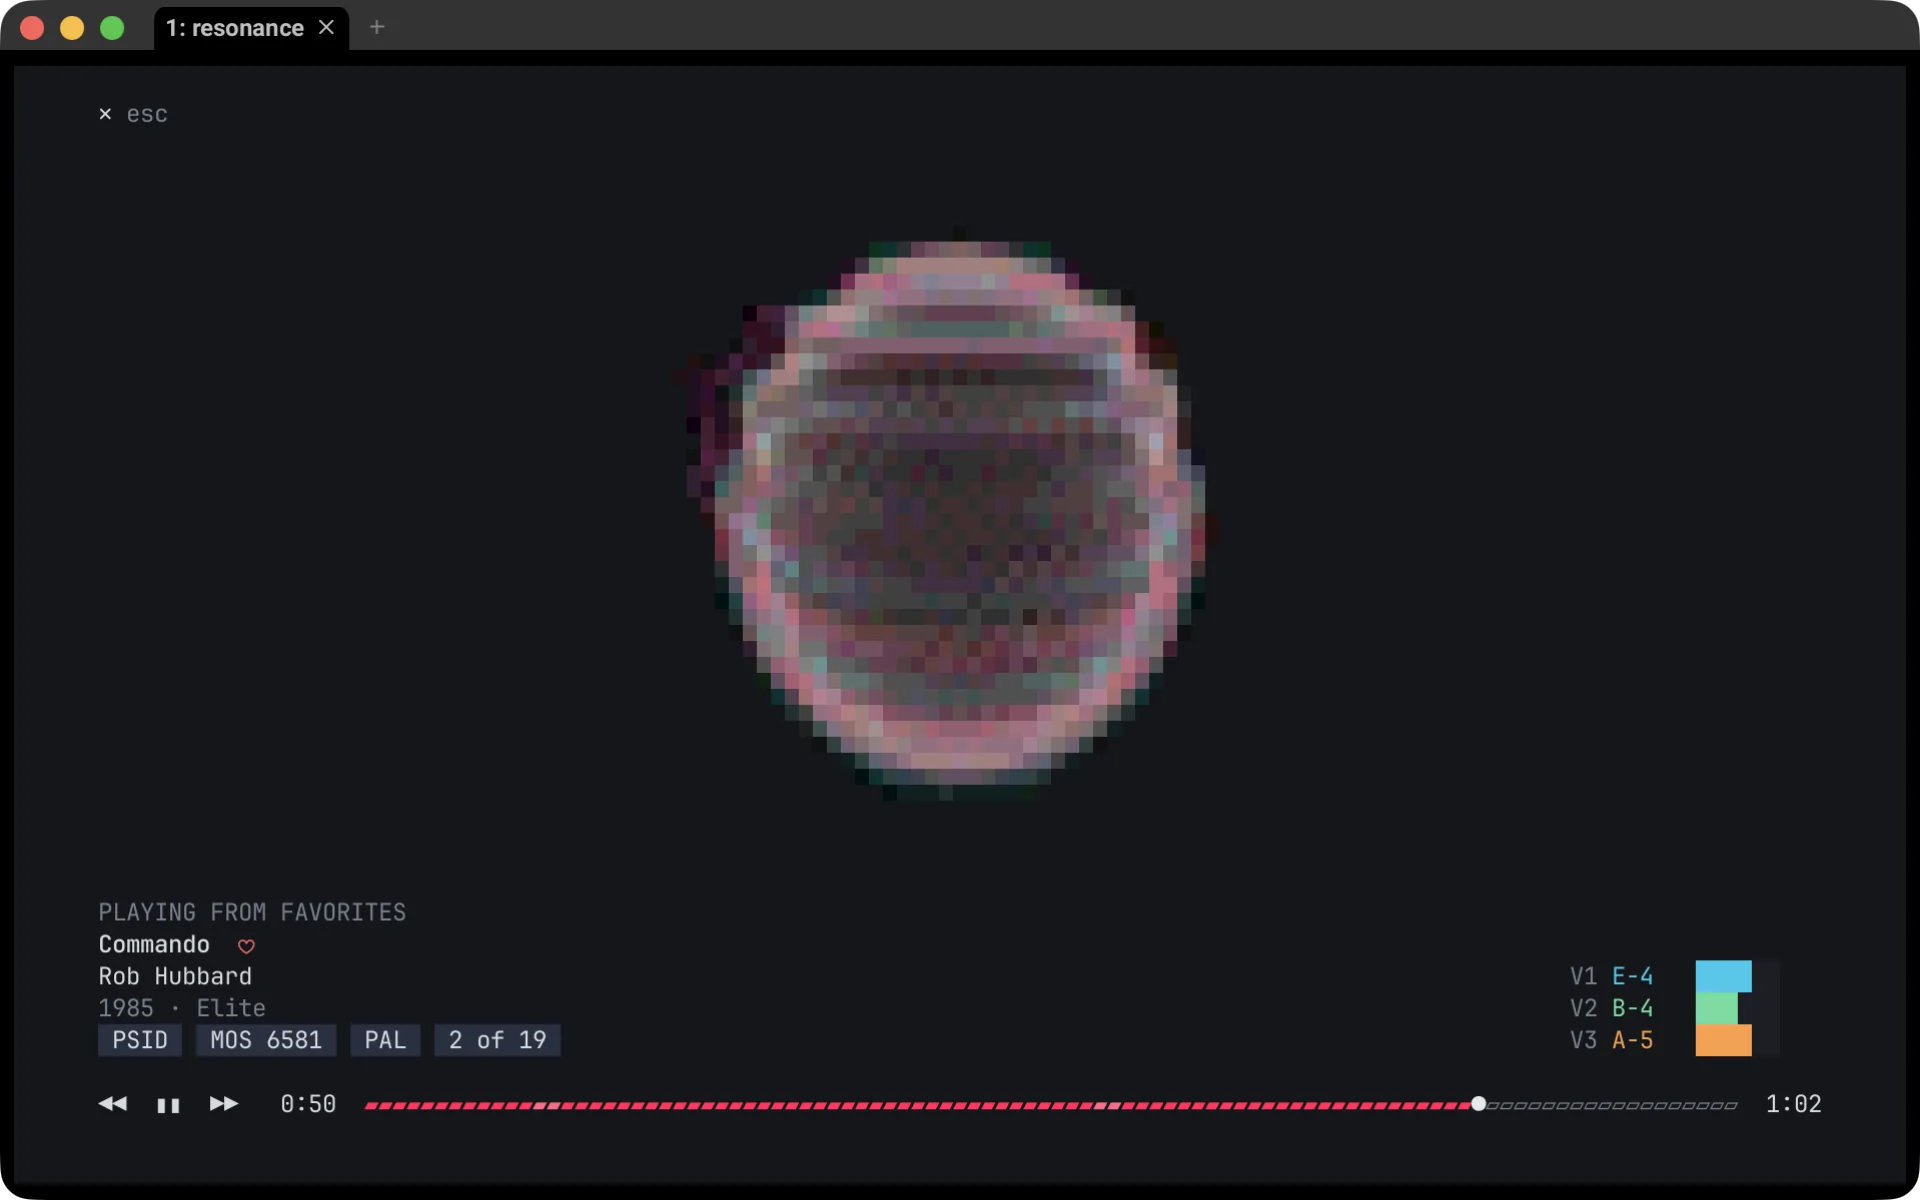 1: resonance
esc
PLAYING FROM FAVORITES
Commando
Rob Hubbard
1985 · Elite
PSID MOS 6581 PAL 2 of 19
V1 E-4
V2 B-4
V3 A-5
0:50 1:02